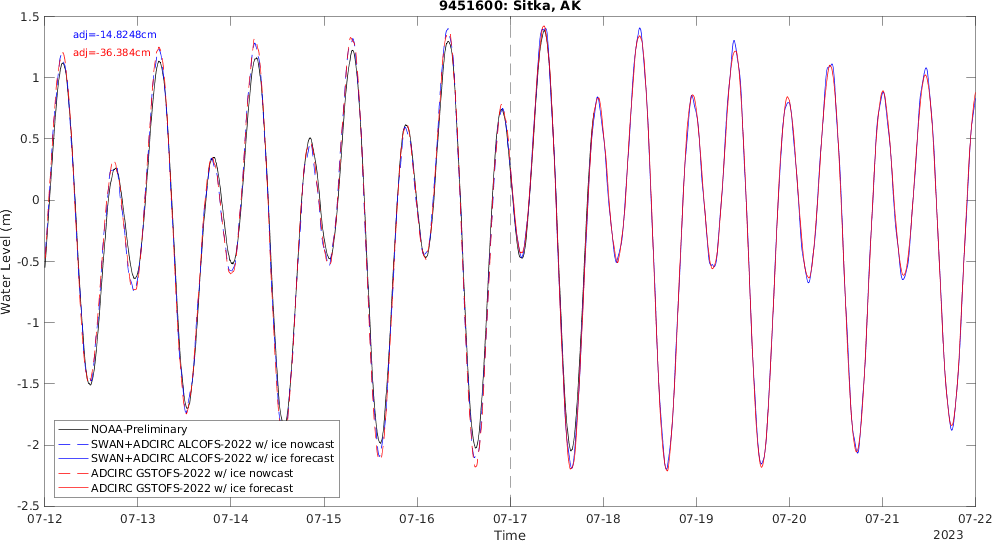 9451600: Sitka, AK
adj=-14.8248cm
adj=-36.384cm
1.5
1
0.5
0
-0.5
-1
-1.5
-2
-2.5
Water Level (m)
NOAA-Preliminary
SWAN+ADCIRC ALCOFS-2022 w/ ice nowcast
SWAN+ADCIRC ALCOFS-2022 w/ ice forecast
ADCIRC GSTOFS-2022 w/ ice nowcast
ADCIRC GSTOFS-2022 w/ ice forecast
07-12 07-13 07-14 07-15 07-16 07-17 07-18 07-19 07-20 07-21 07-22
Time
2023